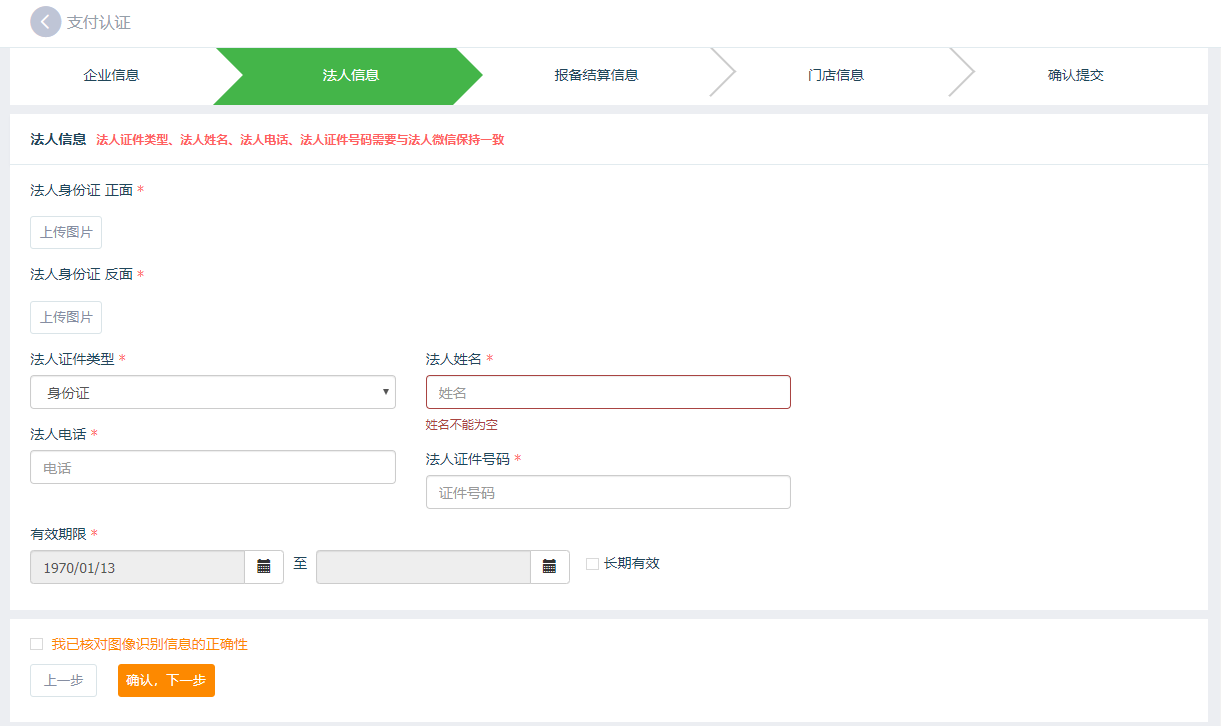 支付认证
企业信息
法人信息
报备结算信息
门店信息
确认提交
法人信息 法人证件类型、法人姓名、法人电话、法人证件号码需要与法人微信保持一致
法人身份证 正面 *
上传图片
法人身份证 反面 *
上传图片
法人证件类型 *
身份证
法人姓名 *
姓名
姓名不能为空
法人电话 *
电话
法人证件号码 *
证件号码
有效期限 *
1970/01/13 至 长期有效
我已核对图像识别信息的正确性
上一步
确认，下一步